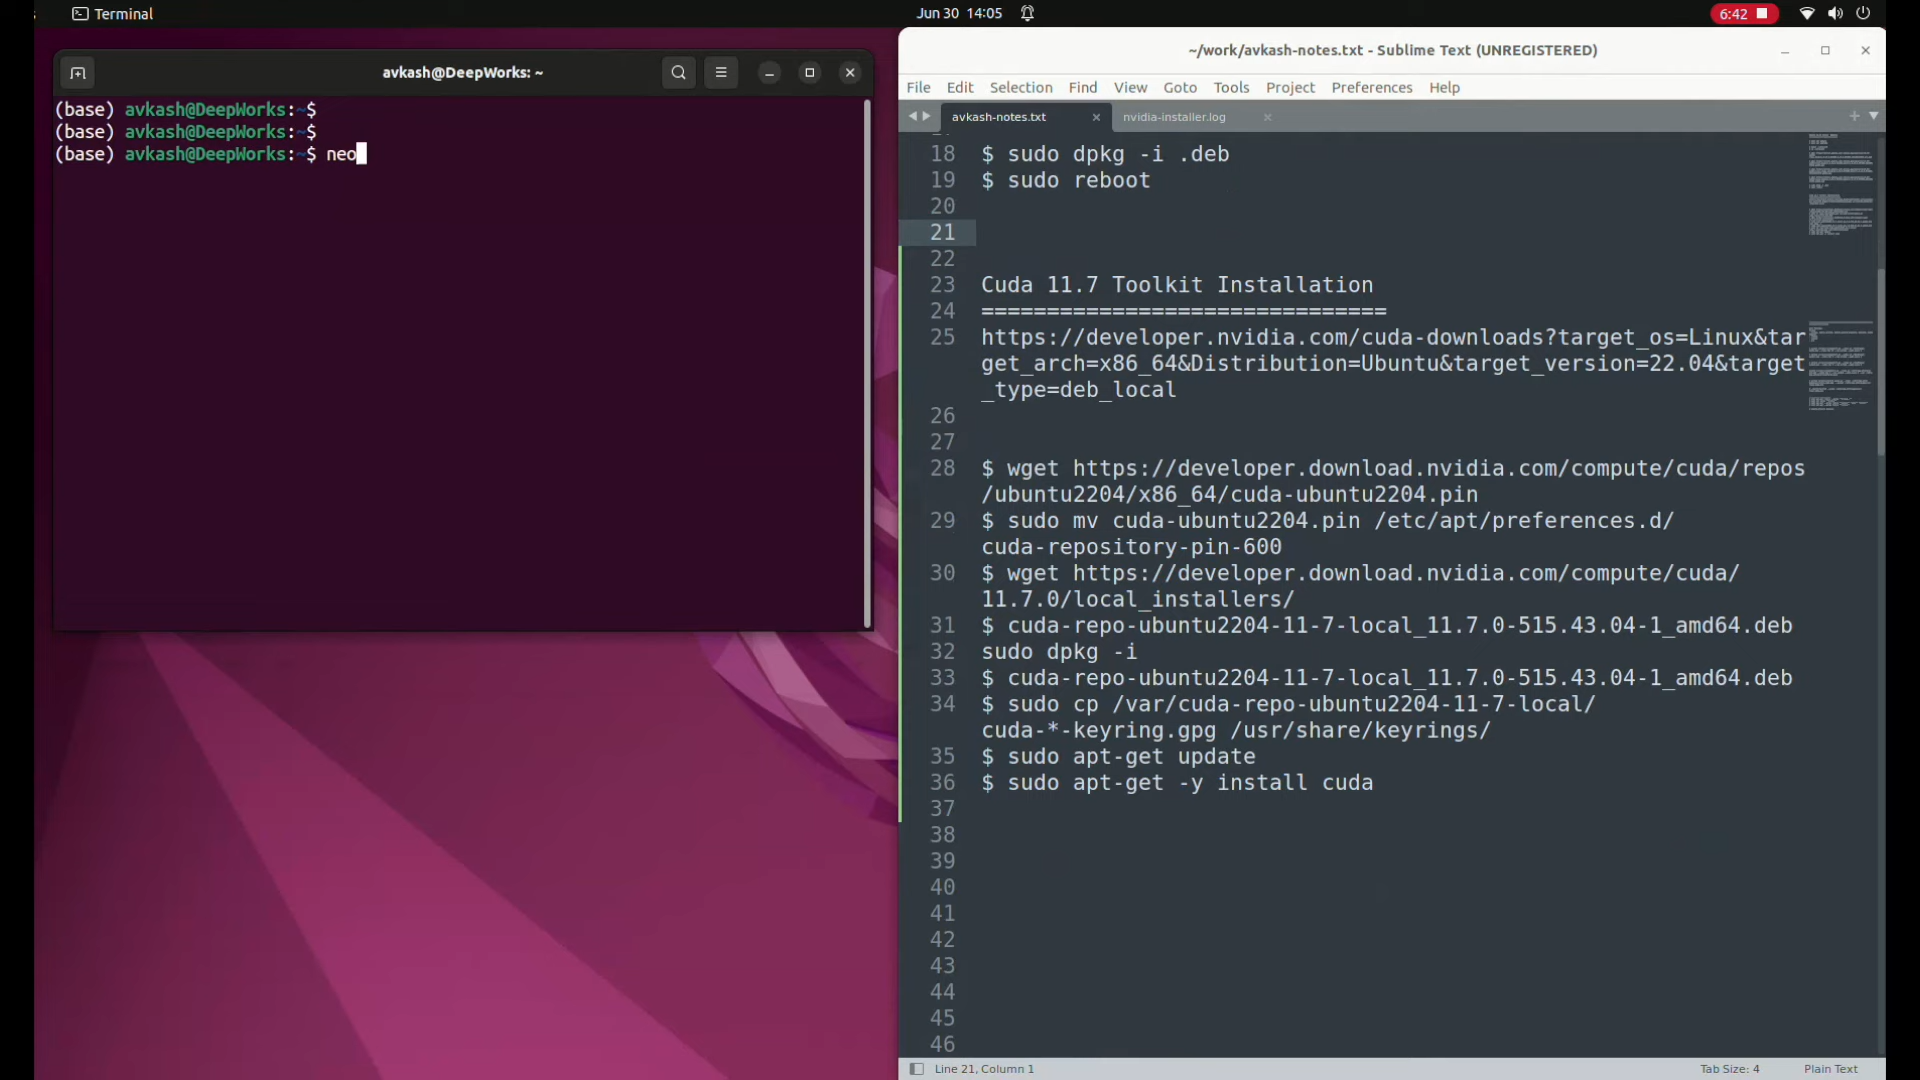 Terminal
Jun 30 14:05
6:42
avkash@DeepWorks: ~
(base) avkash@DeepWorks:~$
(base) avkash@DeepWorks:~$
(base) avkash@DeepWorks:~$ neo
~/work/avkash-notes.txt - Sublime Text (UNREGISTERED)
File Edit Selection Find View Goto Tools Project Preferences Help
avkash-notes.txt nvidia-installer.log
18 $ sudo dpkg -i .deb
19 $ sudo reboot
20
21
22
23 Cuda 11.7 Toolkit Installation
24 ===============================
25 https://developer.nvidia.com/cuda-downloads?target_os=Linux&tar
get_arch=x86_64&Distribution=Ubuntu&target_version=22.04&target
_type=deb_local
26
27
28 $ wget https://developer.download.nvidia.com/compute/cuda/repos
/ubuntu2204/x86_64/cuda-ubuntu2204.pin
29 $ sudo mv cuda-ubuntu2204.pin /etc/apt/preferences.d/
cuda-repository-pin-600
30 $ wget https://developer.download.nvidia.com/compute/cuda/
11.7.0/local_installers/
31 $ cuda-repo-ubuntu2204-11-7-local_11.7.0-515.43.04-1_amd64.deb
32 sudo dpkg -i
33 $ cuda-repo-ubuntu2204-11-7-local_11.7.0-515.43.04-1_amd64.deb
34 $ sudo cp /var/cuda-repo-ubuntu2204-11-7-local/
cuda-*-keyring.gpg /usr/share/keyrings/
35 $ sudo apt-get update
36 $ sudo apt-get -y install cuda
37
38
39
40
41
42
43
44
45
46
Line 21, Column 1
Tab Size: 4
Plain Text